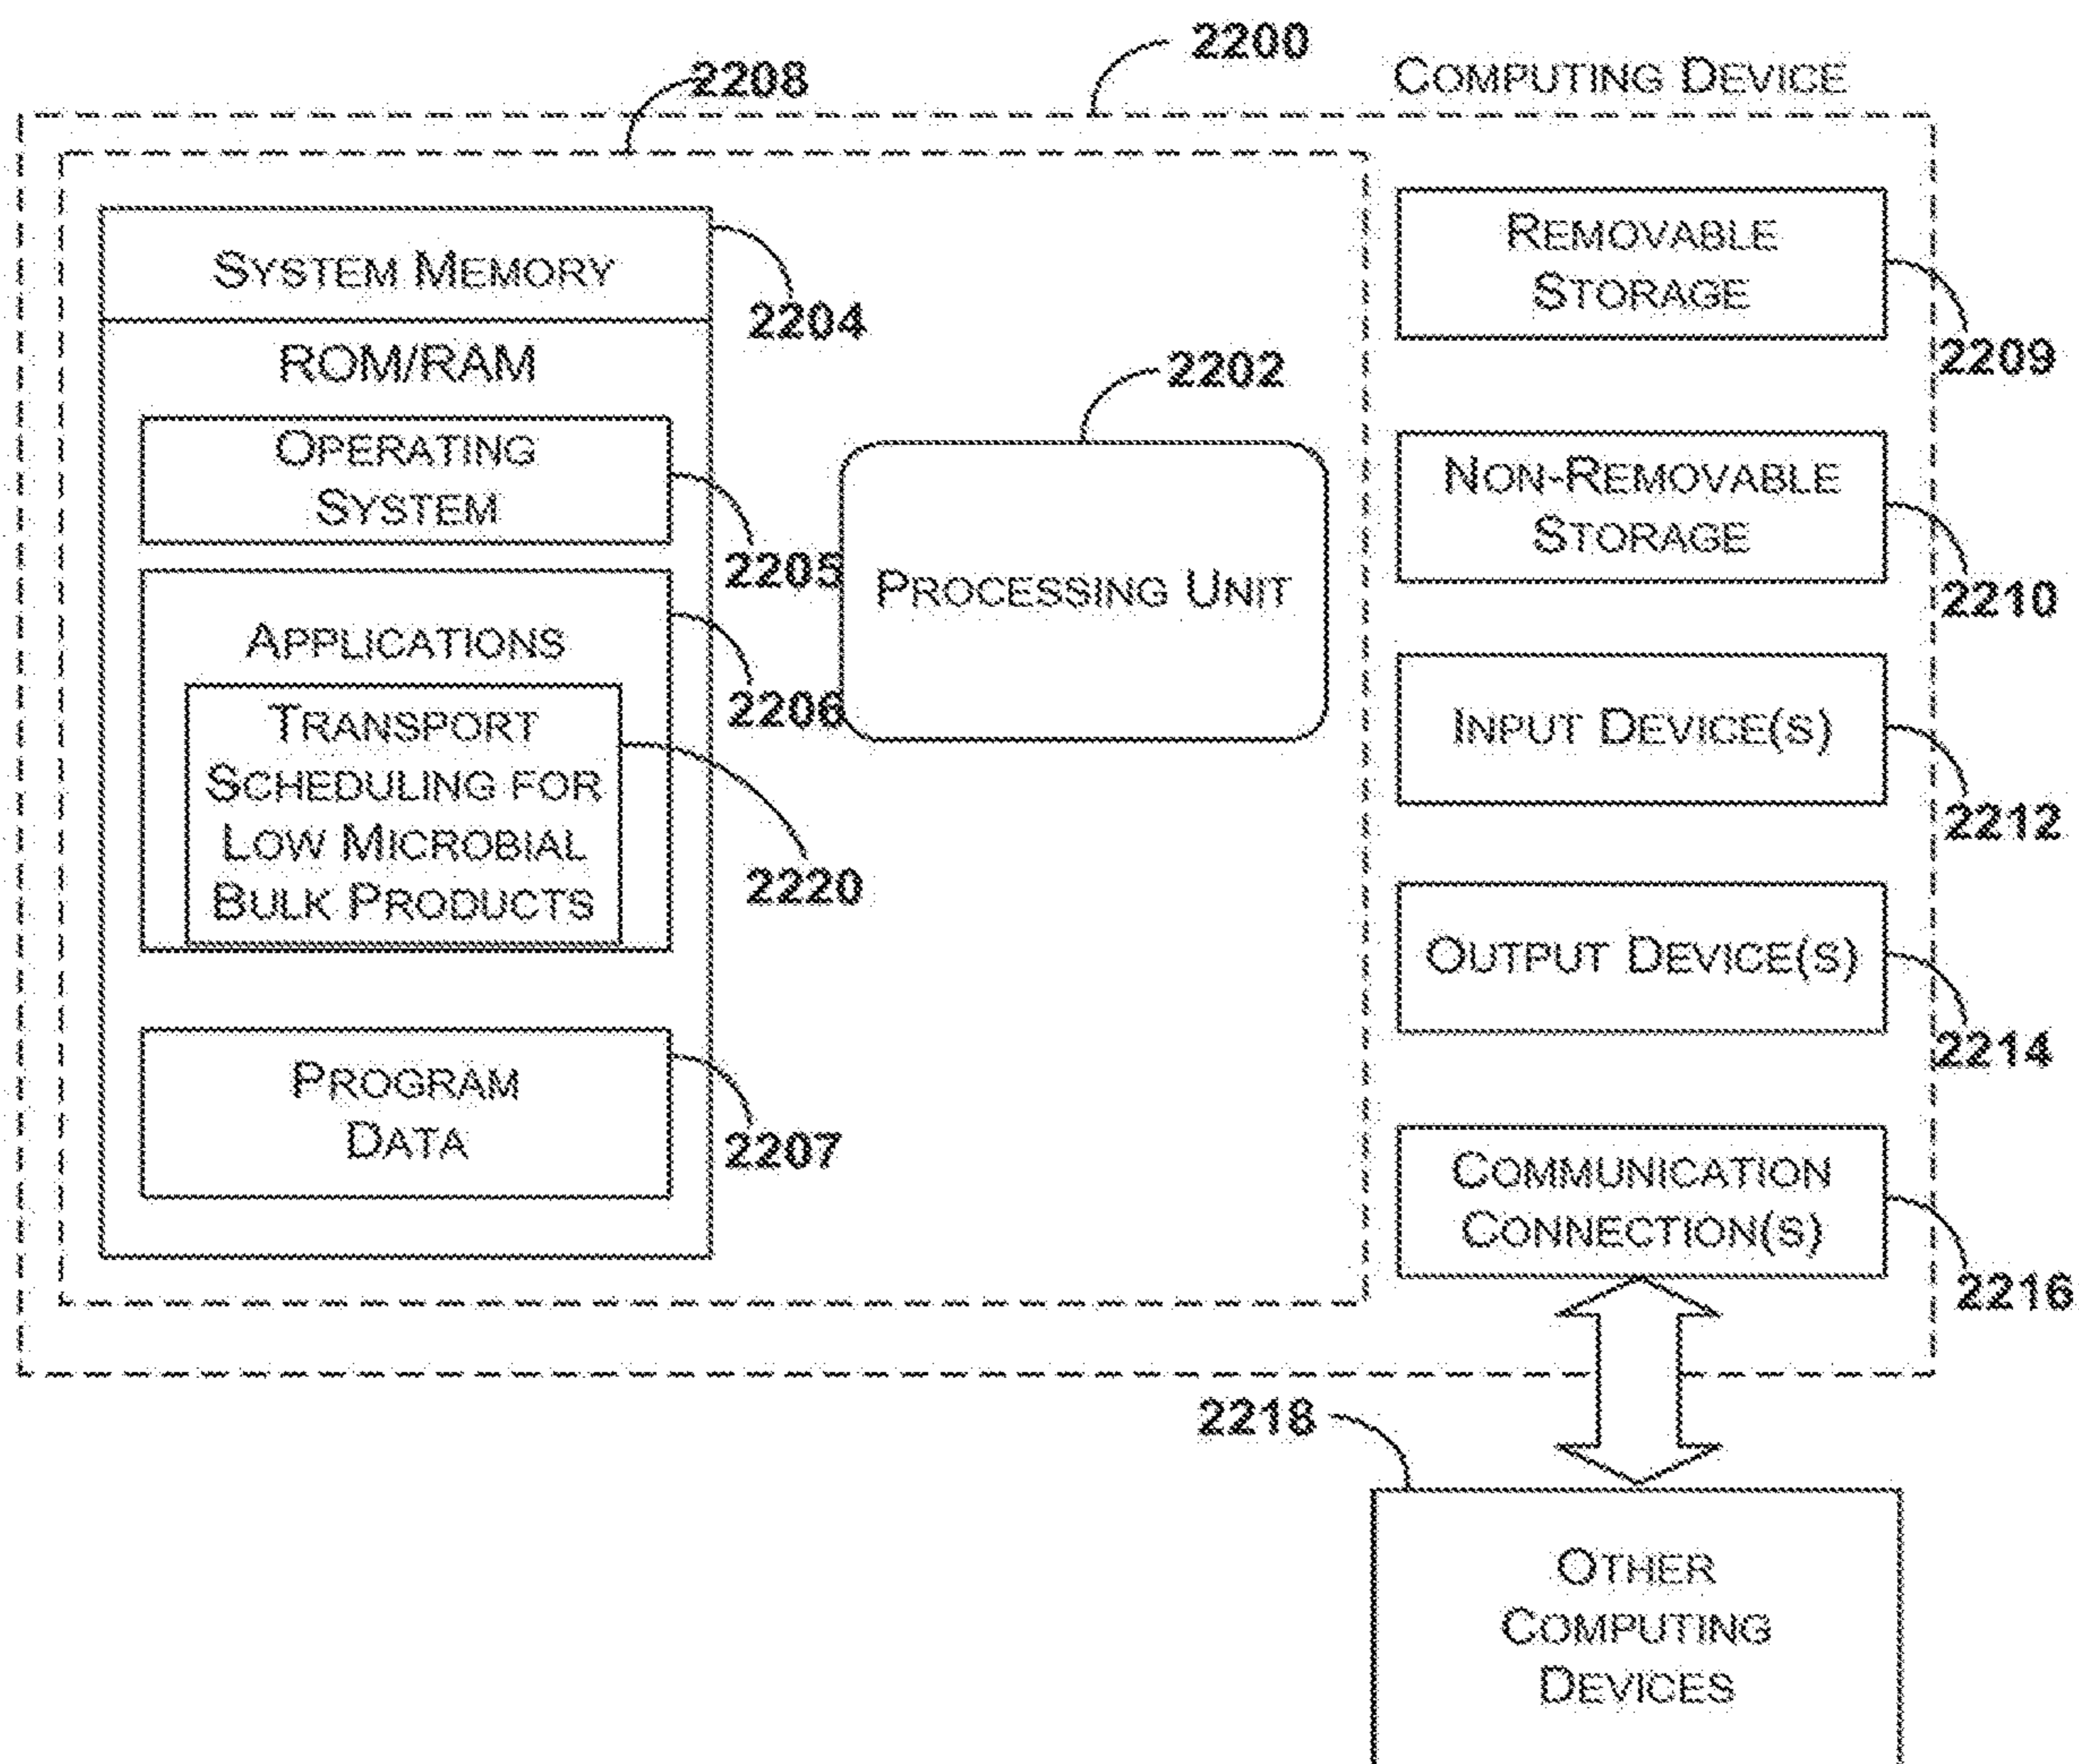 2200
COMPUTING DEVICE
2208
SYSTEM MEMORY
2204
ROM/RAM
OPERATING
SYSTEM
2205
APPLICATIONS
2206
TRANSPORT
SCHEDULING FOR
LOW MICROBIAL
BULK PRODUCTS
2220
PROGRAM
DATA
2207
2202
PROCESSING UNIT
REMOVABLE
STORAGE
2209
NON-REMOVABLE
STORAGE
2210
INPUT DEVICE(S)
2212
OUTPUT DEVICE(S)
2214
COMMUNICATION
CONNECTION(S)
2216
2218
OTHER
COMPUTING
DEVICES